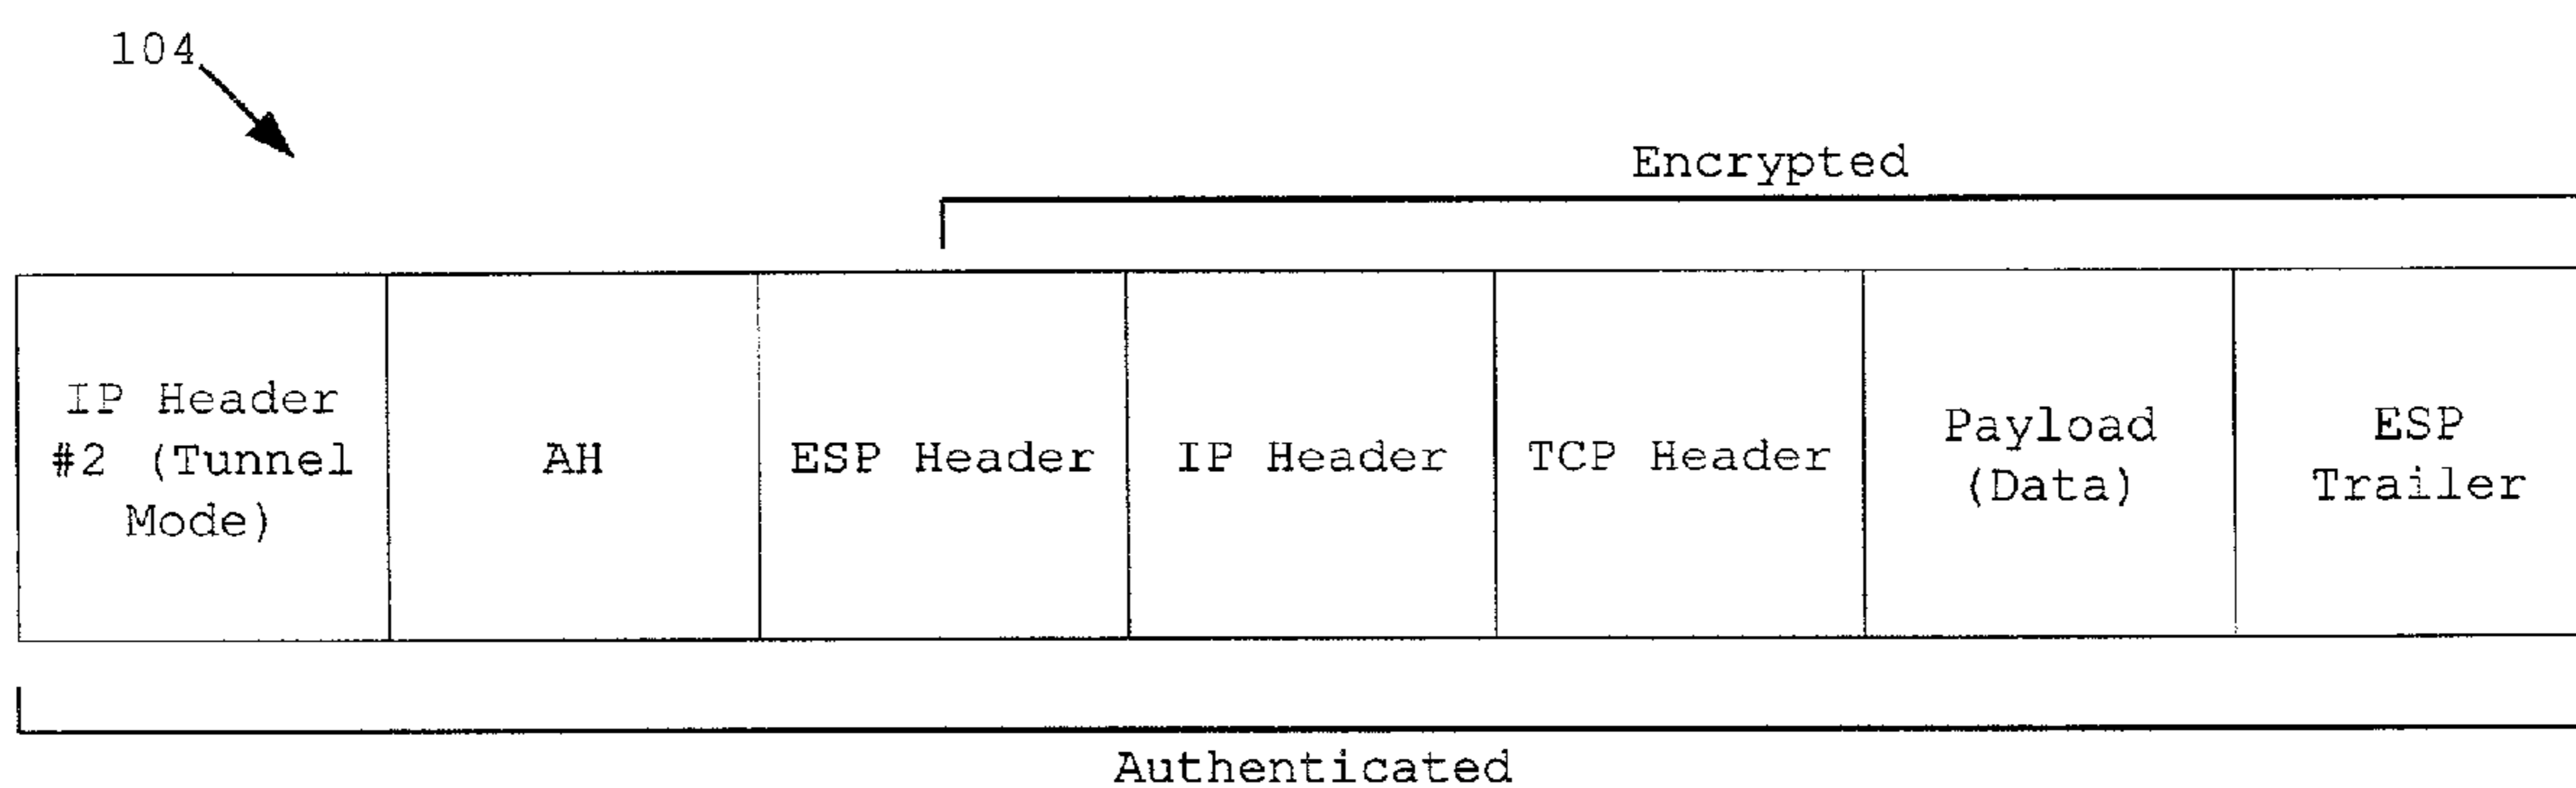 104
Encrypted
IP Header
#2 (Tunnel
Mode)
AH
ESP Header
IP Header
TCP Header
Payload
(Data)
ESP
Trailer
Authenticated